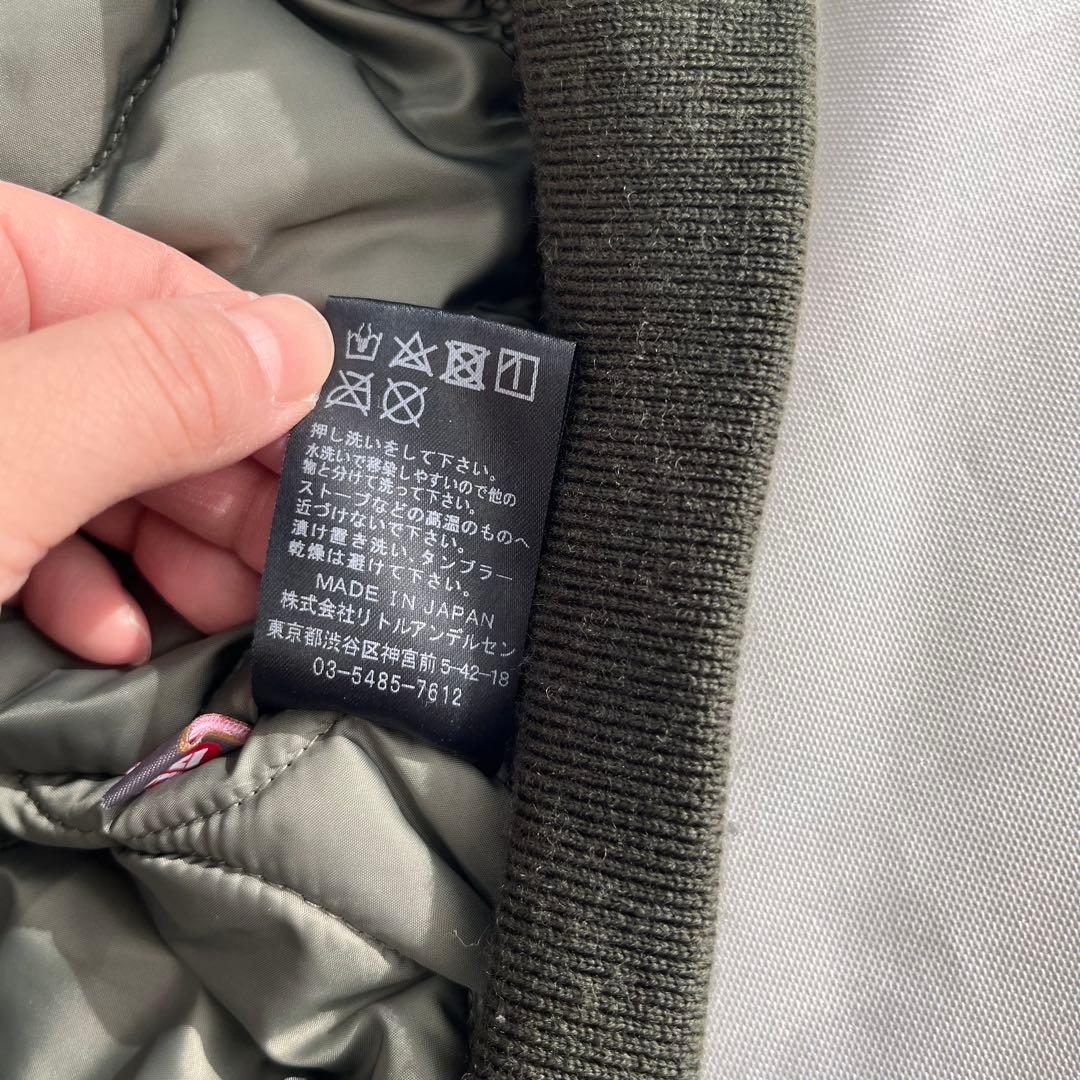 押し洗いをして下さい。
水洗いで移染しやすいので他の
物と分けて洗って下さい。
ストーブなどの高温のものへ
近づけないで下さい。
漬け置き洗い、タンブラー
乾燥は避けて下さい。
MADE IN JAPAN
株式会社リトルアンデルセン
東京都渋谷区神宮前5-42-18
03-5485-7612